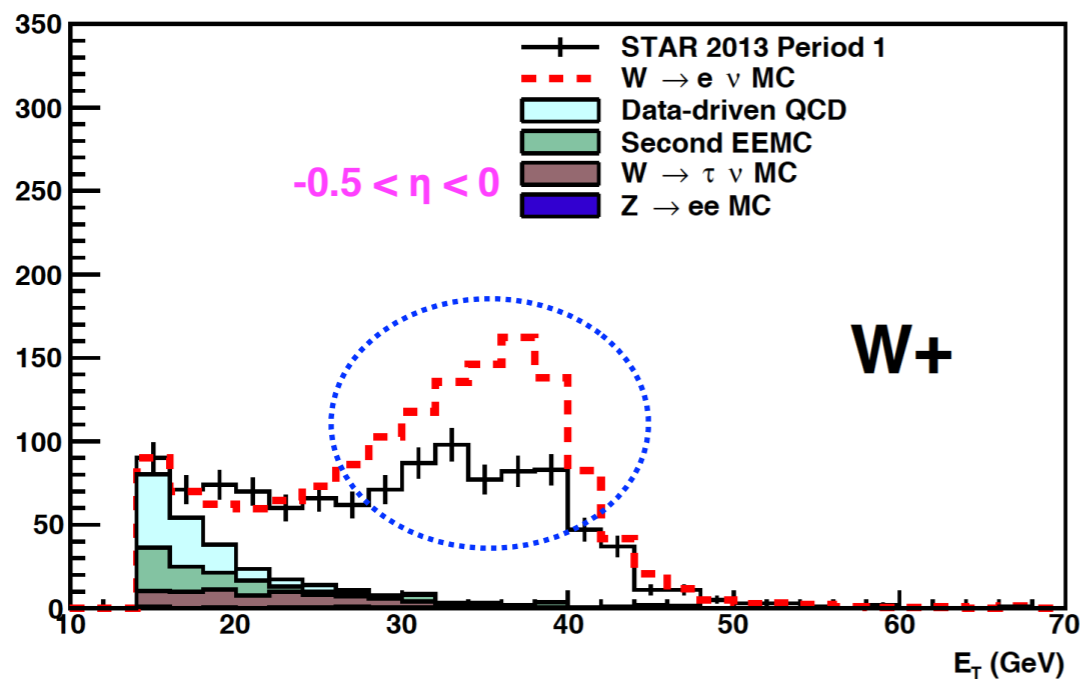 350
300
250
200
150
100
50
0
STAR 2013 Period 1
W → e ν MC
Data-driven QCD
Second EEMC
W → τ ν MC
Z → ee MC
-0.5 < η < 0
W+
10 20 30 40 50 60 70
E_T (GeV)